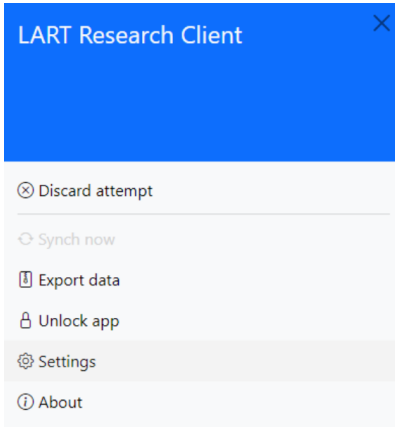 LART Research Client
Discard attempt
Synch now
Export data
Unlock app
Settings
About